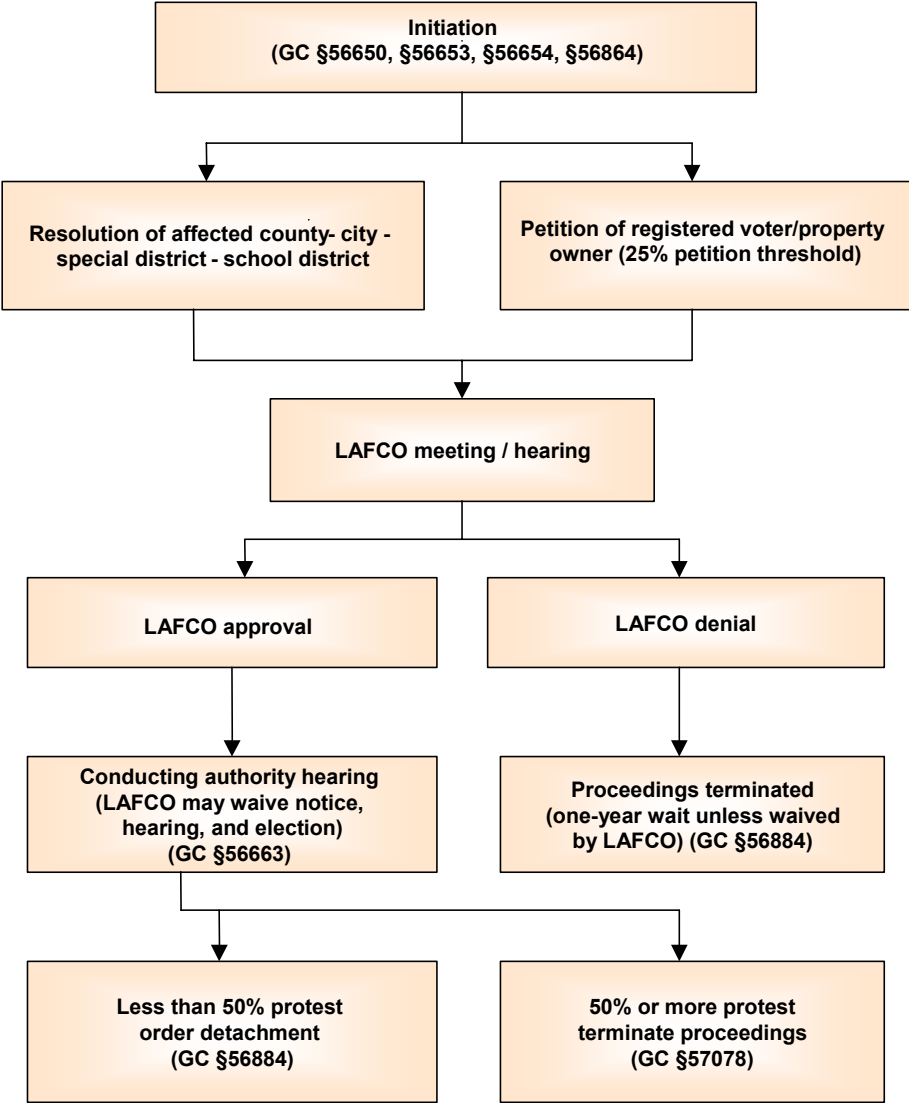 Initiation
(GC §56650, §56653, §56654, §56864)
Resolution of affected county- city -
special district - school district
Petition of registered voter/property
owner (25% petition threshold)
LAFCO meeting / hearing
LAFCO approval
LAFCO denial
Conducting authority hearing
(LAFCO may waive notice,
hearing, and election)
(GC §56663)
Proceedings terminated
(one-year wait unless waived
by LAFCO) (GC §56884)
Less than 50% protest
order detachment
(GC §56884)
50% or more protest
terminate proceedings
(GC §57078)